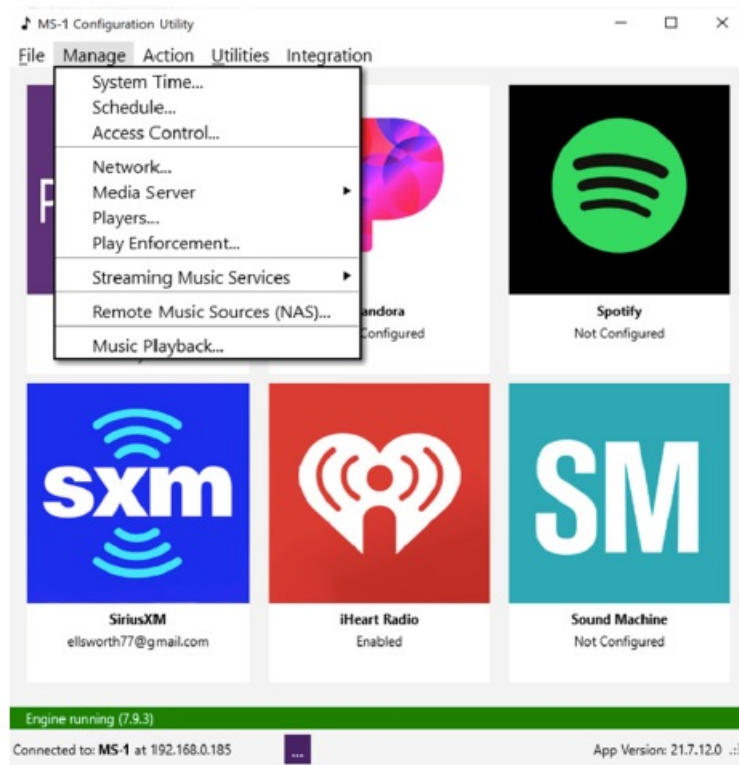 MS-1 Configuration Utility
File Manage Action Utilities Integration
System Time...
Schedule...
Access Control...
Network...
Media Server
Players...
Play Enforcement...
Streaming Music Services
Remote Music Sources (NAS)...
Music Playback...
Spotify
Not Configured
sxm
SM
SiriusXM
ellsworth77@gmail.com
iHeart Radio
Enabled
Sound Machine
Not Configured
Engine running (7.9.3)
Connected to: MS-1 at 192.168.0.185
...
App Version: 21.7.12.0